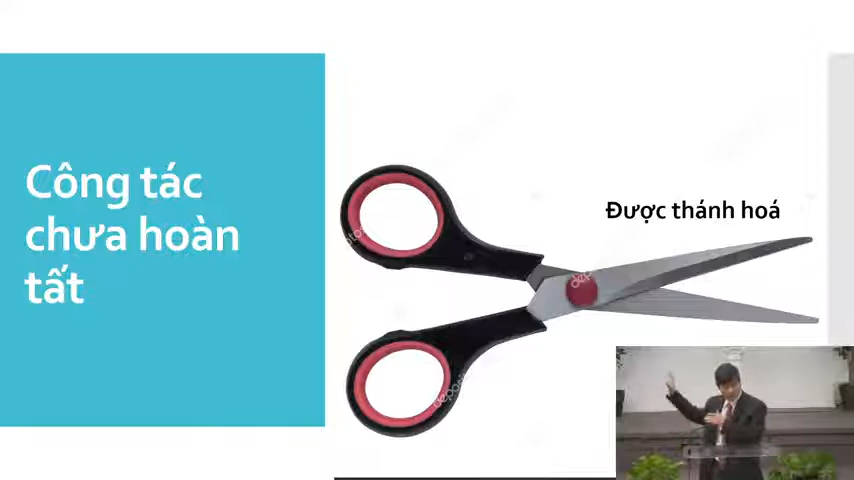 Công tác
chưa hoàn
tất
Được thánh hoá